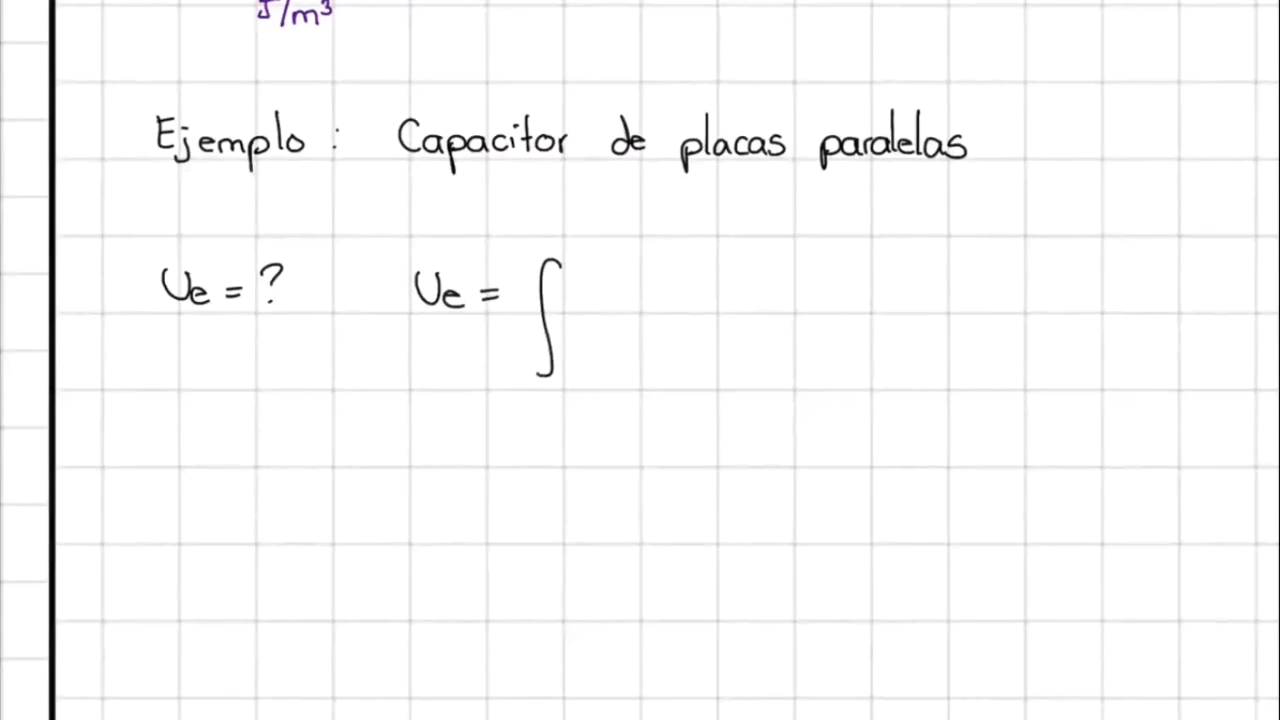 J/m³
Ejemplo : Capacitor de placas paralelas
Ue = ? Ue = ∫